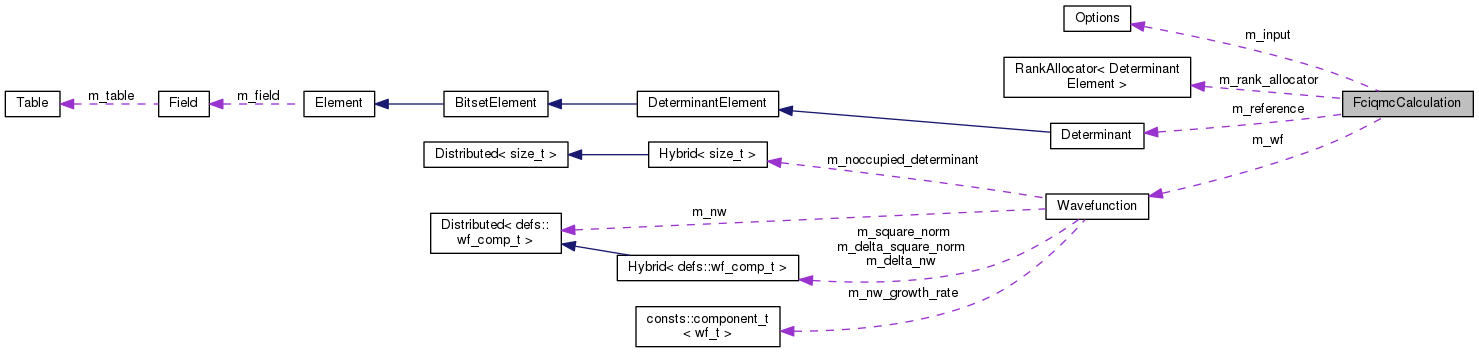 Options
m_input
RankAllocator< Determinant
Element >
m_rank_allocator
Table
m_table
Field
m_field
Element
BitsetElement
DeterminantElement
FciqmcCalculation
m_reference
Determinant
m_wf
Distributed< size_t >
Hybrid< size_t >
m_noccupied_determinant
Wavefunction
Distributed< defs::
wf_comp_t >
m_nw
m_square_norm
m_delta_square_norm
m_delta_nw
Hybrid< defs::wf_comp_t >
m_nw_growth_rate
consts::component_t
< wf_t >